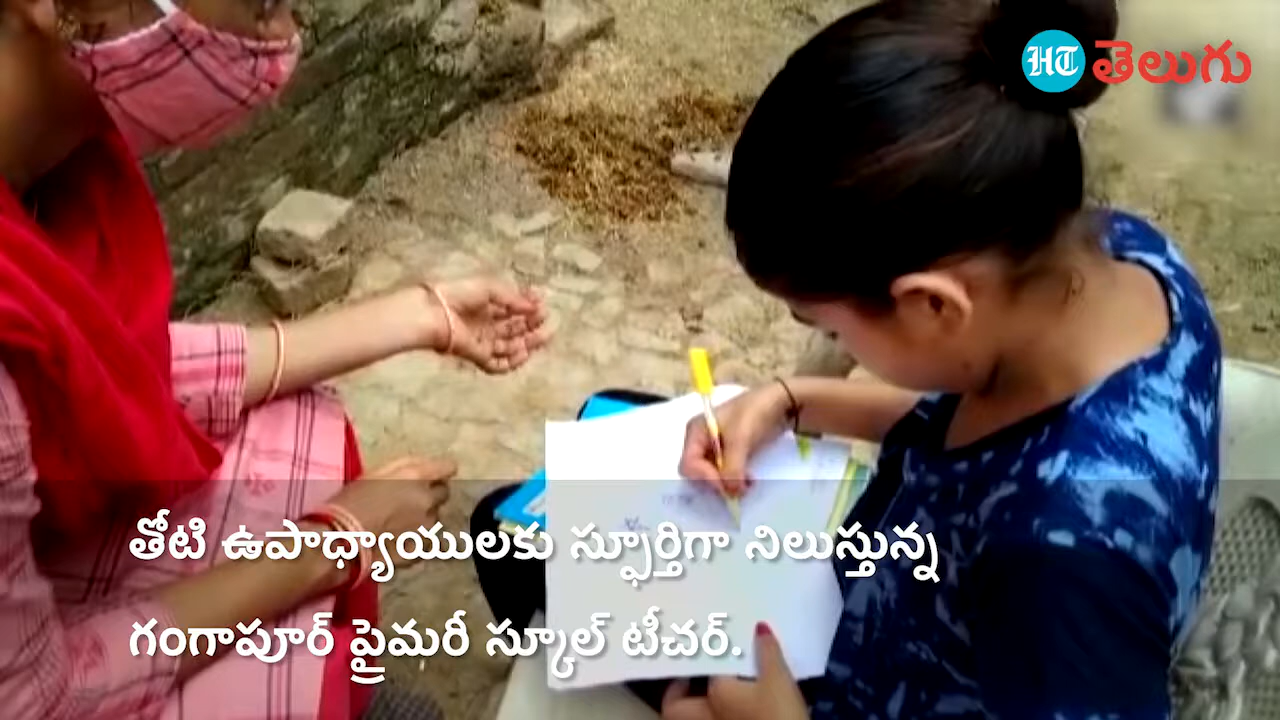 HT తెలుగు
తోటి ఉపాధ్యాయులకు స్ఫూర్తిగా నిలుస్తున్న
గంగాపూర్ ప్రైమరీ స్కూల్ టీచర్.